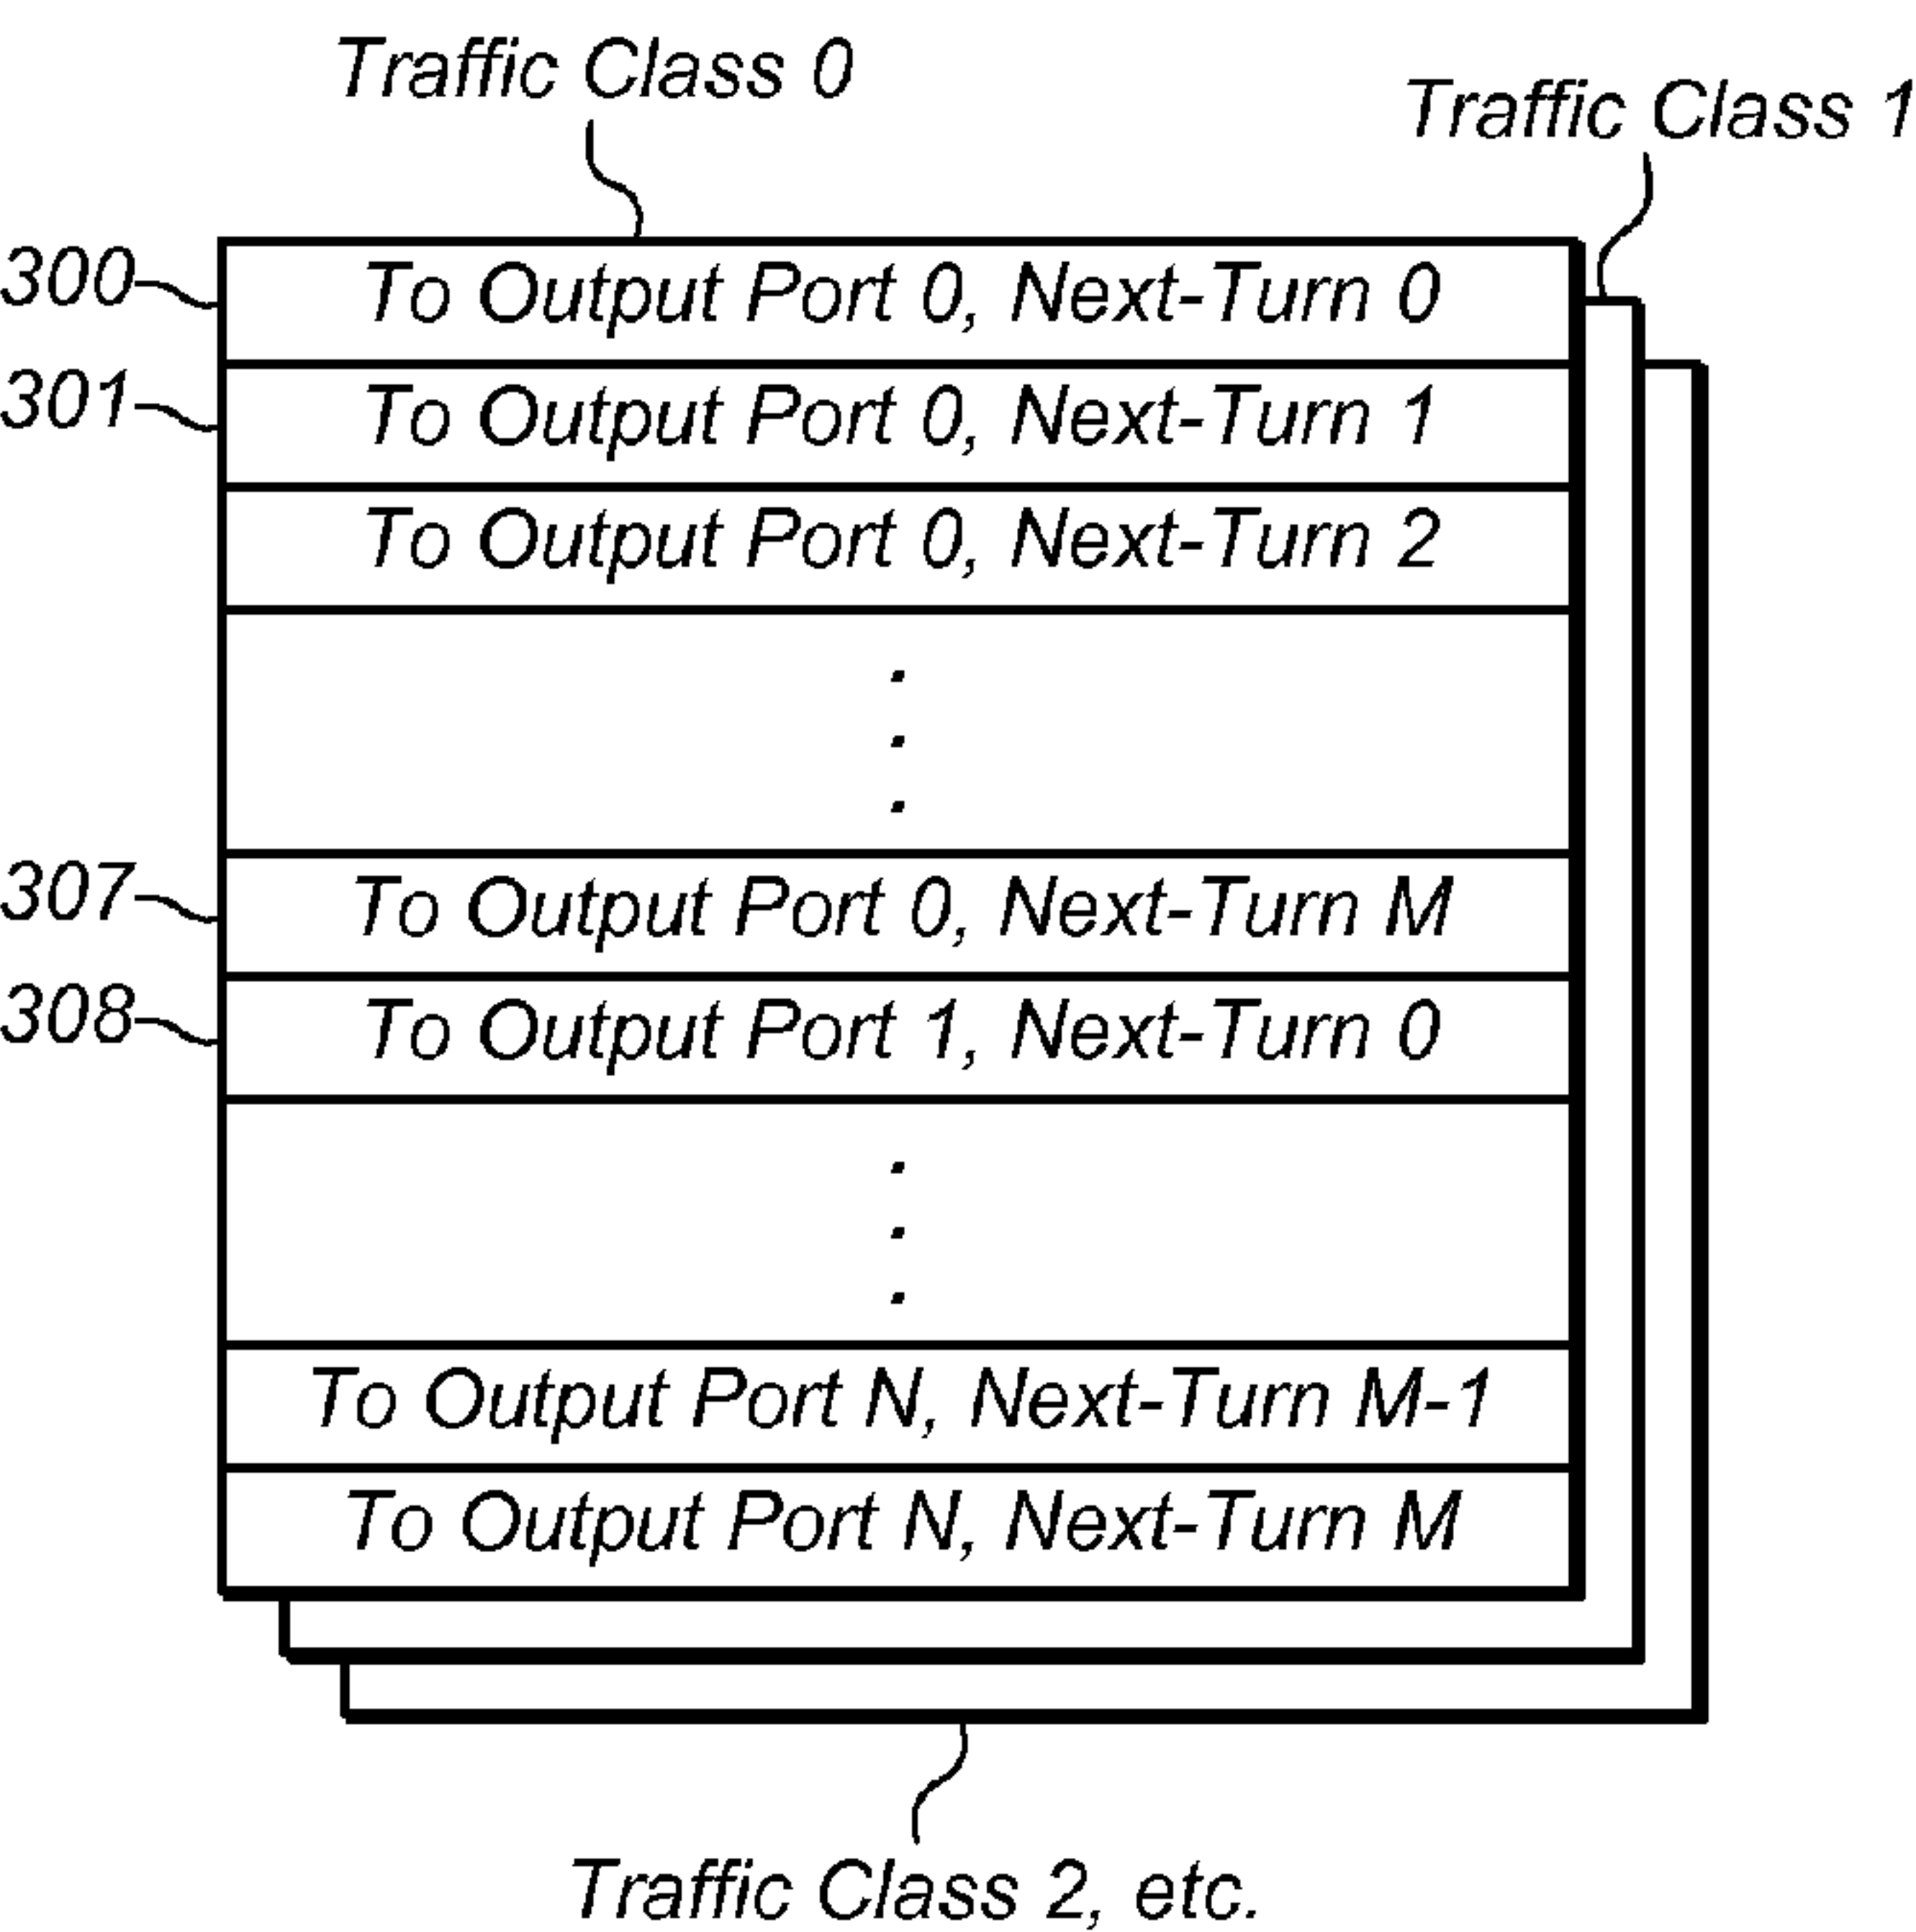 Traffic Class 0
Traffic Class 1
300 To Output Port 0, Next-Turn 0
301 To Output Port 0, Next-Turn 1
To Output Port 0, Next-Turn 2
.
.
.
307 To Output Port 0, Next-Turn M
308 To Output Port 1, Next-Turn 0
.
.
.
To Output Port N, Next-Turn M-1
To Output Port N, Next-Turn M
Traffic Class 2, etc.